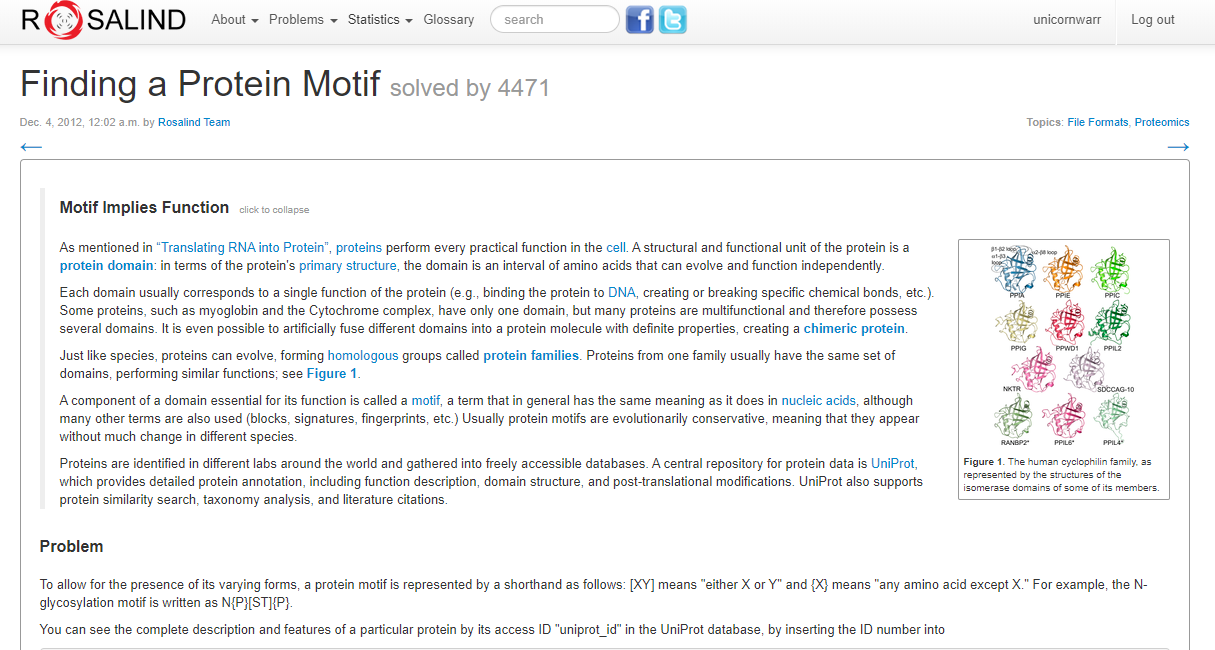 ROSALIND About Problems Statistics Glossary search unicornwarr Log out
Finding a Protein Motif solved by 4471
Dec. 4, 2012, 12:02 a.m. by Rosalind Team Topics: File Formats, Proteomics
← →
Motif Implies Function click to collapse
As mentioned in “Translating RNA into Protein”, proteins perform every practical function in the cell. A structural and functional unit of the protein is a
protein domain: in terms of the protein's primary structure, the domain is an interval of amino acids that can evolve and function independently.
Each domain usually corresponds to a single function of the protein (e.g., binding the protein to DNA, creating or breaking specific chemical bonds, etc.).
Some proteins, such as myoglobin and the Cytochrome complex, have only one domain, but many proteins are multifunctional and therefore possess
several domains. It is even possible to artificially fuse different domains into a protein molecule with definite properties, creating a chimeric protein.
Just like species, proteins can evolve, forming homologous groups called protein families. Proteins from one family usually have the same set of
domains, performing similar functions; see Figure 1.
A component of a domain essential for its function is called a motif, a term that in general has the same meaning as it does in nucleic acids, although
many other terms are also used (blocks, signatures, fingerprints, etc.) Usually protein motifs are evolutionarily conservative, meaning that they appear
without much change in different species.
Proteins are identified in different labs around the world and gathered into freely accessible databases. A central repository for protein data is UniProt,
which provides detailed protein annotation, including function description, domain structure, and post-translational modifications. UniProt also supports
protein similarity search, taxonomy analysis, and literature citations.
β1-β2 loop
α2-β8 loop
α1-β3
loop
PPIA PPIE PPIC
PPIG PPWD1 PPIL2
NKTR SDCCAG-10
RANBP2* PPIL6* PPIL4*
Figure 1. The human cyclophilin family, as
represented by the structures of the
isomerase domains of some of its members.
Problem
To allow for the presence of its varying forms, a protein motif is represented by a shorthand as follows: [XY] means "either X or Y" and {X} means "any amino acid except X." For example, the N-
glycosylation motif is written as N{P}[ST]{P}.
You can see the complete description and features of a particular protein by its access ID "uniprot_id" in the UniProt database, by inserting the ID number into